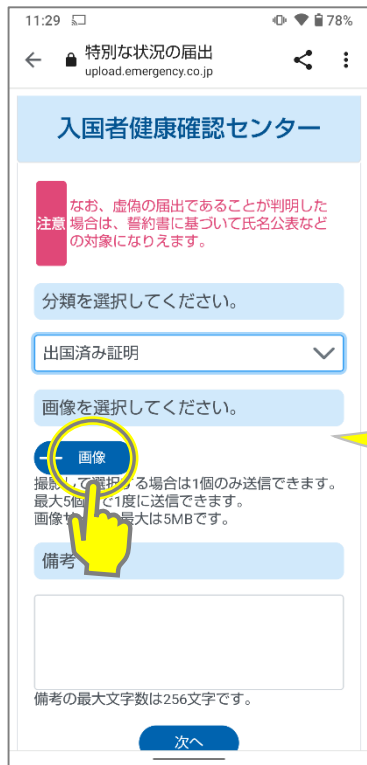 11:29 78%
特別な状況の届出
upload.emergency.co.jp
入国者健康確認センター
注意
なお、虚偽の届出であることが判明した
場合は、誓約書に基づいて氏名公表など
の対象になりえます。
分類を選択してください。
出国済み証明
画像を選択してください。
画像
撮影して選択する場合は1個のみ送信できます。
最大5個 で1度に送信できます。
画像サ 最大は5MBです。
備考
備考の最大文字数は256文字です。
次へ